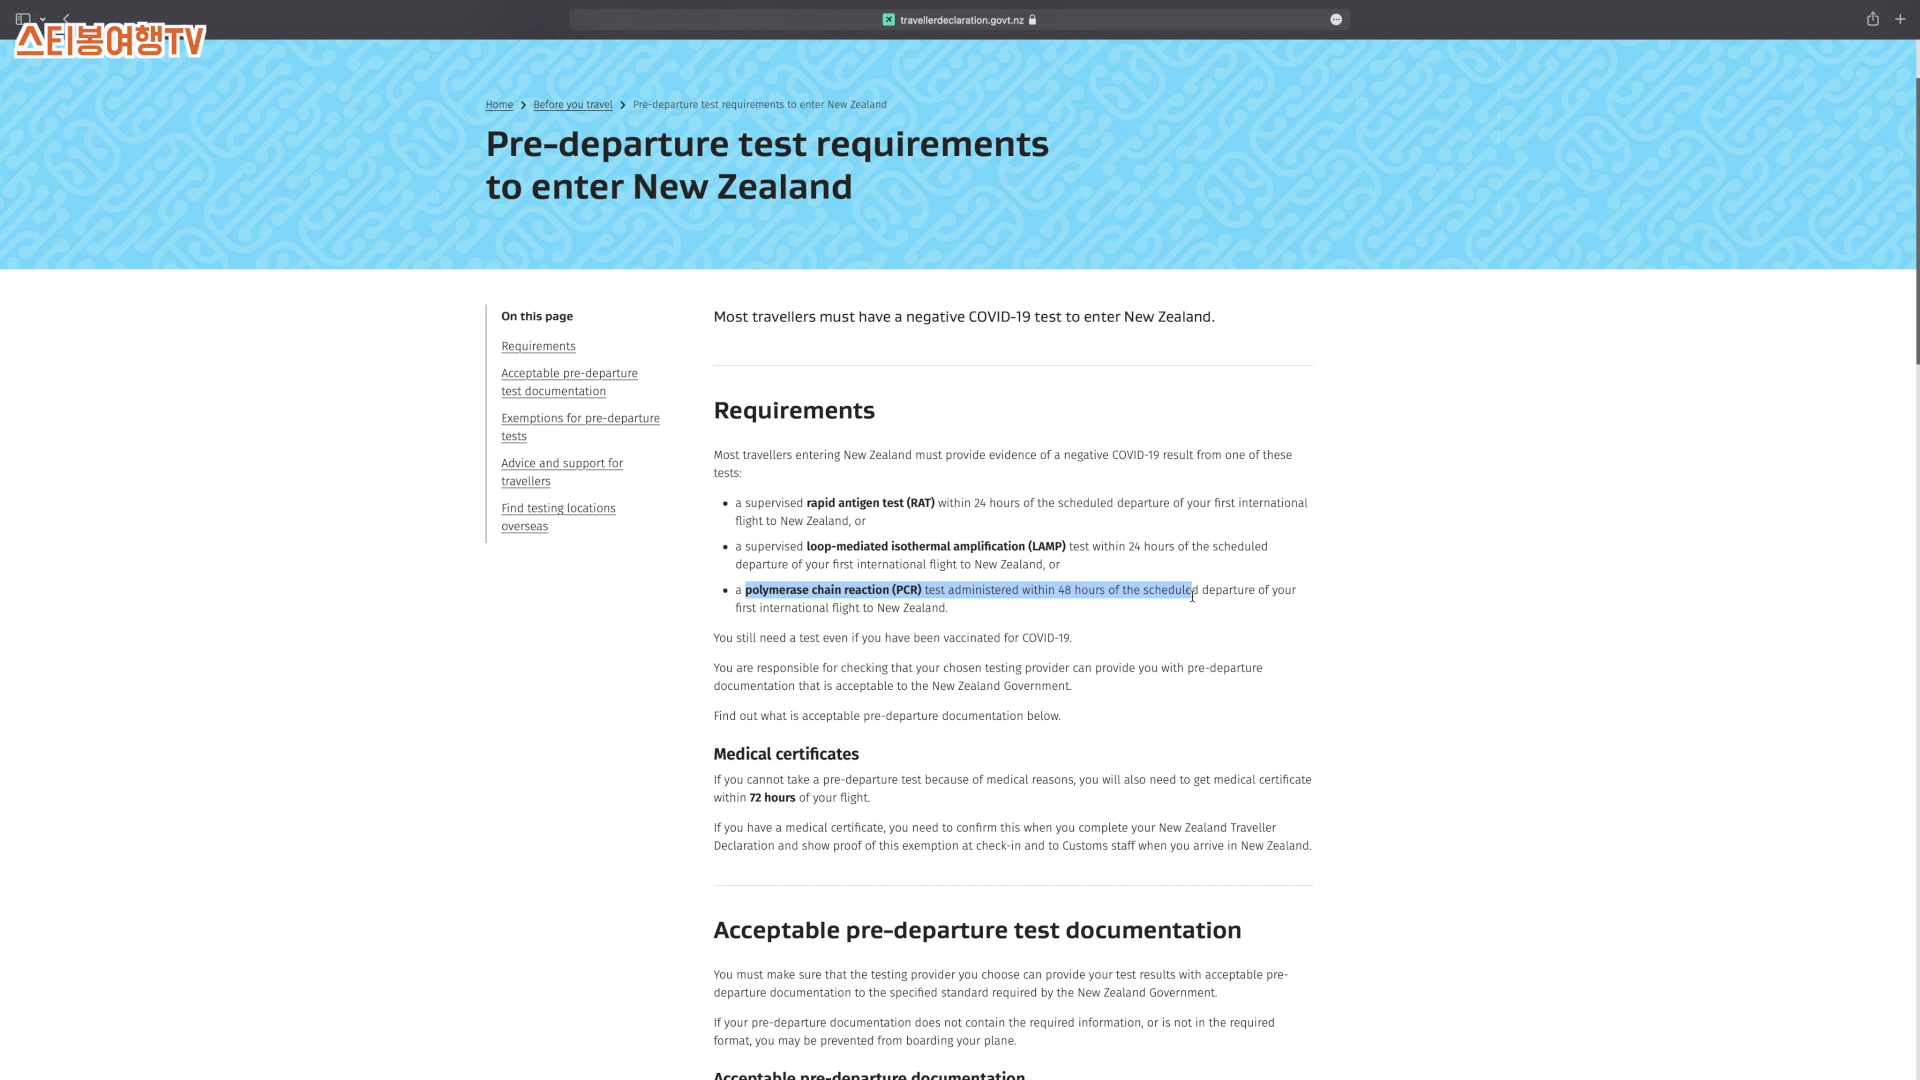 스티봉여행TV
travellerdeclaration.govt.nz
Home > Before you travel > Pre-departure test requirements to enter New Zealand
Pre-departure test requirements
to enter New Zealand
On this page
Requirements
Acceptable pre-departure
test documentation
Exemptions for pre-departure
tests
Advice and support for
travellers
Find testing locations
overseas
Most travellers must have a negative COVID-19 test to enter New Zealand.
Requirements
Most travellers entering New Zealand must provide evidence of a negative COVID-19 result from one of these
tests:
• a supervised rapid antigen test (RAT) within 24 hours of the scheduled departure of your first international
flight to New Zealand, or
• a supervised loop-mediated isothermal amplification (LAMP) test within 24 hours of the scheduled
departure of your first international flight to New Zealand, or
• a polymerase chain reaction (PCR) test administered within 48 hours of the scheduled departure of your
first international flight to New Zealand.
You still need a test even if you have been vaccinated for COVID-19.
You are responsible for checking that your chosen testing provider can provide you with pre-departure
documentation that is acceptable to the New Zealand Government.
Find out what is acceptable pre-departure documentation below.
Medical certificates
If you cannot take a pre-departure test because of medical reasons, you will also need to get medical certificate
within 72 hours of your flight.
If you have a medical certificate, you need to confirm this when you complete your New Zealand Traveller
Declaration and show proof of this exemption at check-in and to Customs staff when you arrive in New Zealand.
Acceptable pre-departure test documentation
You must make sure that the testing provider you choose can provide your test results with acceptable pre-
departure documentation to the specified standard required by the New Zealand Government.
If your pre-departure documentation does not contain the required information, or is not in the required
format, you may be prevented from boarding your plane.
Acceptable pre-departure documentation